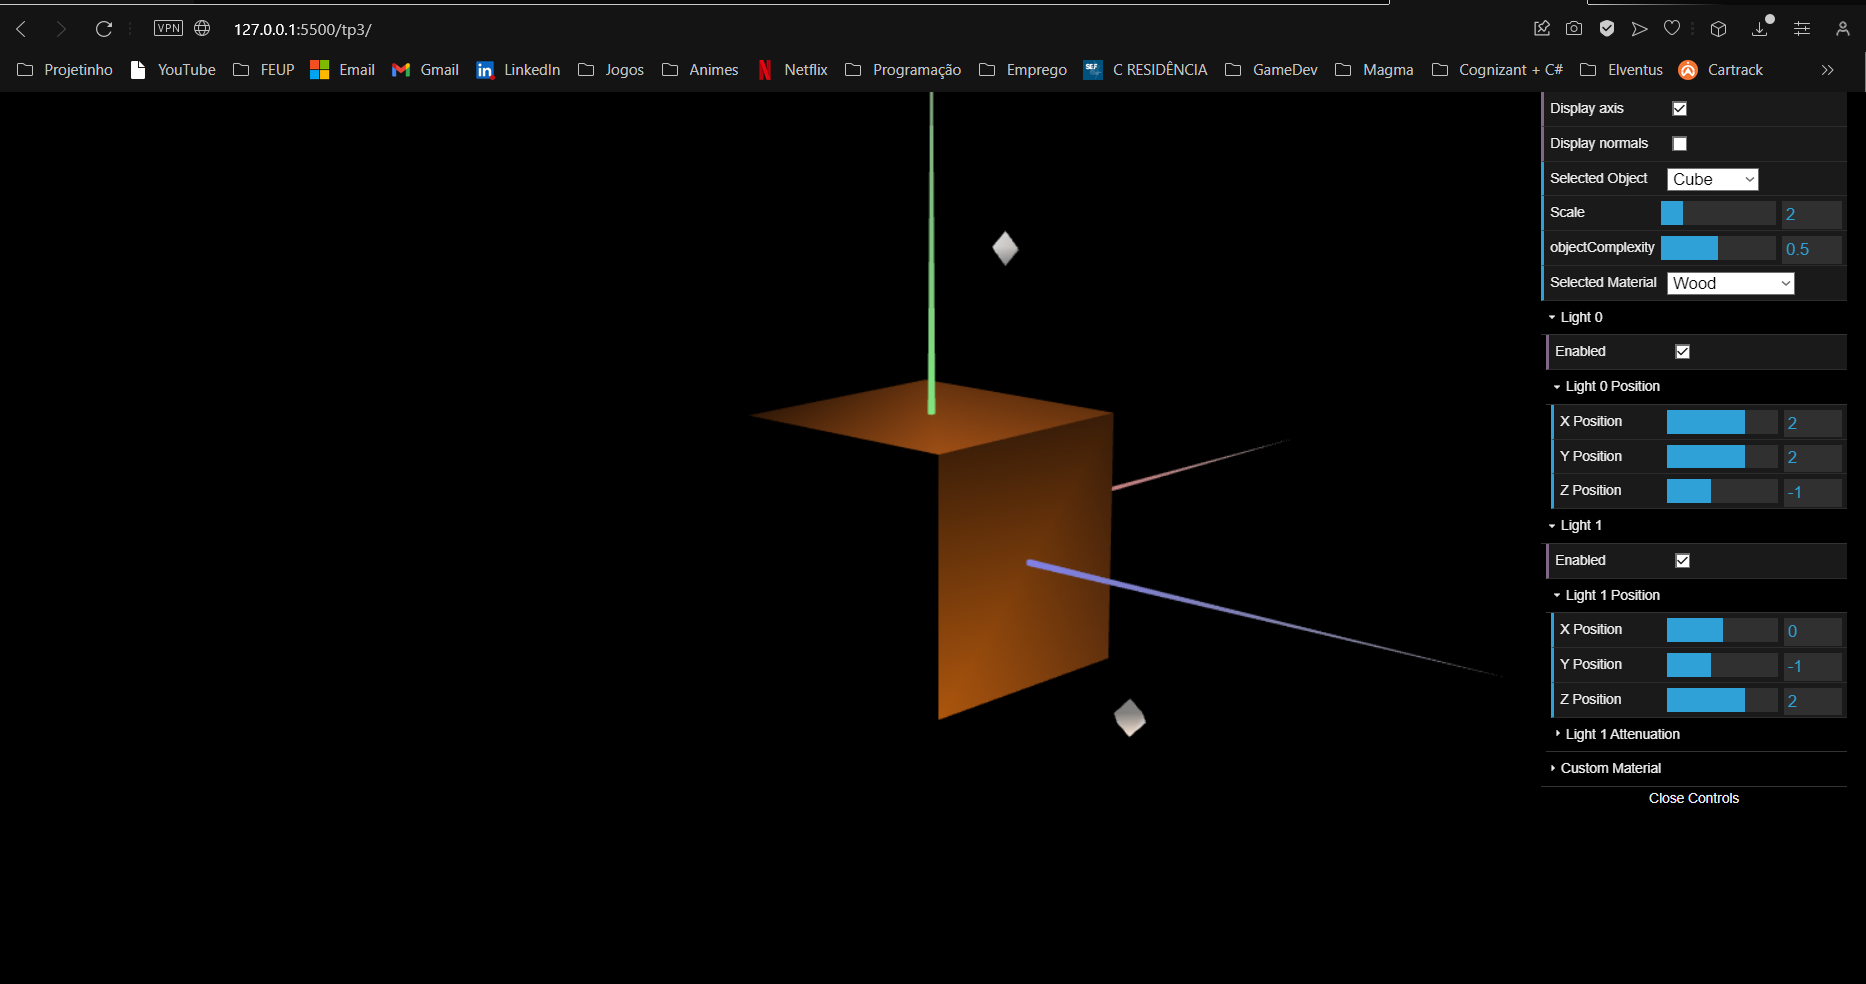 VPN 127.0.0.1:5500/tp3/
Projetinho YouTube FEUP Email Gmail LinkedIn Jogos Animes Netflix Programação Emprego C RESIDÊNCIA GameDev Magma Cognizant + C# Elventus Cartrack
Display axis
Display normals
Selected Object Cube
Scale 2
objectComplexity 0.5
Selected Material Wood
Light 0
Enabled
Light 0 Position
X Position 2
Y Position 2
Z Position -1
Light 1
Enabled
Light 1 Position
X Position 0
Y Position -1
Z Position 2
Light 1 Attenuation
Custom Material
Close Controls